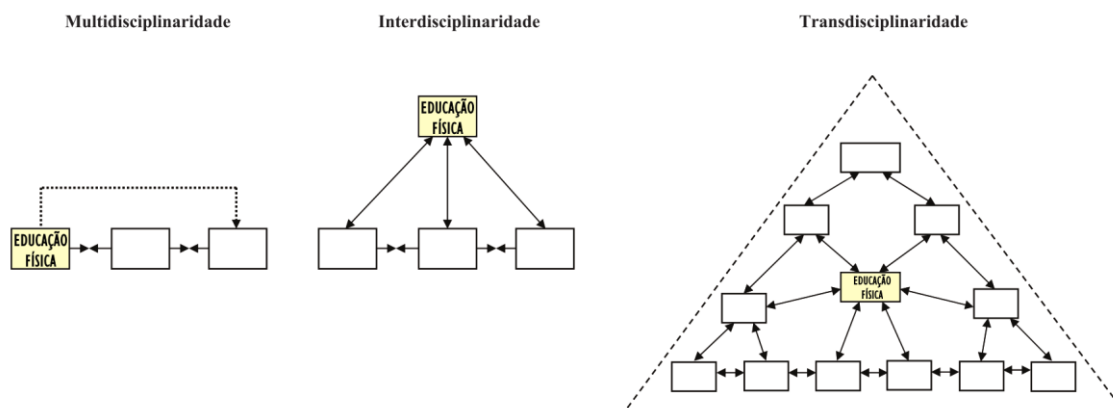 Multidisciplinaridade
Interdisciplinaridade
Transdisciplinaridade
EDUCAÇÃO
FÍSICA
EDUCAÇÃO
FÍSICA
EDUCAÇÃO
FÍSICA